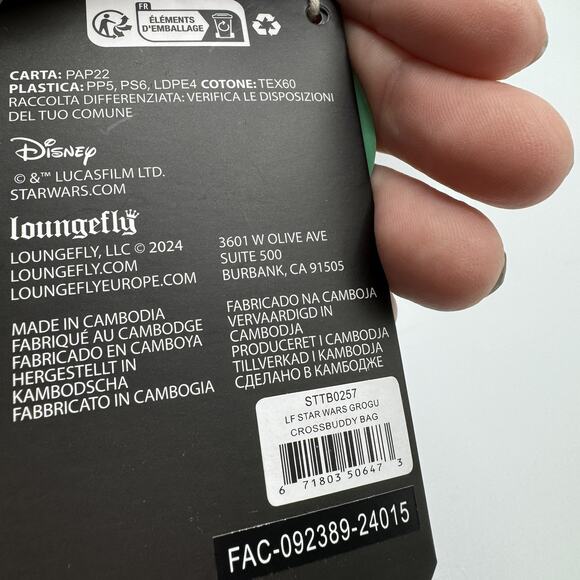 FR
ÉLÉMENTS
D'EMBALLAGE
CARTA: PAP22
PLASTICA: PP5, PS6, LDPE4 COTONE: TEX60
RACCOLTA DIFFERENZIATA: VERIFICA LE DISPOSIZIONI
DEL TUO COMUNE
Disney
© &™ LUCASFILM LTD.
STARWARS.COM
loungefly
LOUNGEFLY, LLC © 2024
LOUNGEFLY.COM
LOUNGEFLYEUROPE.COM
3601 W OLIVE AVE
SUITE 500
BURBANK, CA 91505
MADE IN CAMBODIA
FABRIQUÉ AU CAMBODGE
FABRICADO EN CAMBOYA
HERGESTELLT IN
KAMBODSCHA
FABBRICATO IN CAMBOGIA
FABRICADO NA CAMBOJA
VERVAARDIGD IN
CAMBODJA
PRODUCERET I CAMBODJA
TILLVERKAD I KAMBODJA
СДЕЛАНО В КАМБОДЖЕ
STTB0257
LF STAR WARS GROGU
CROSSBUDDY BAG
6 71803 50647 3
FAC-092389-24015